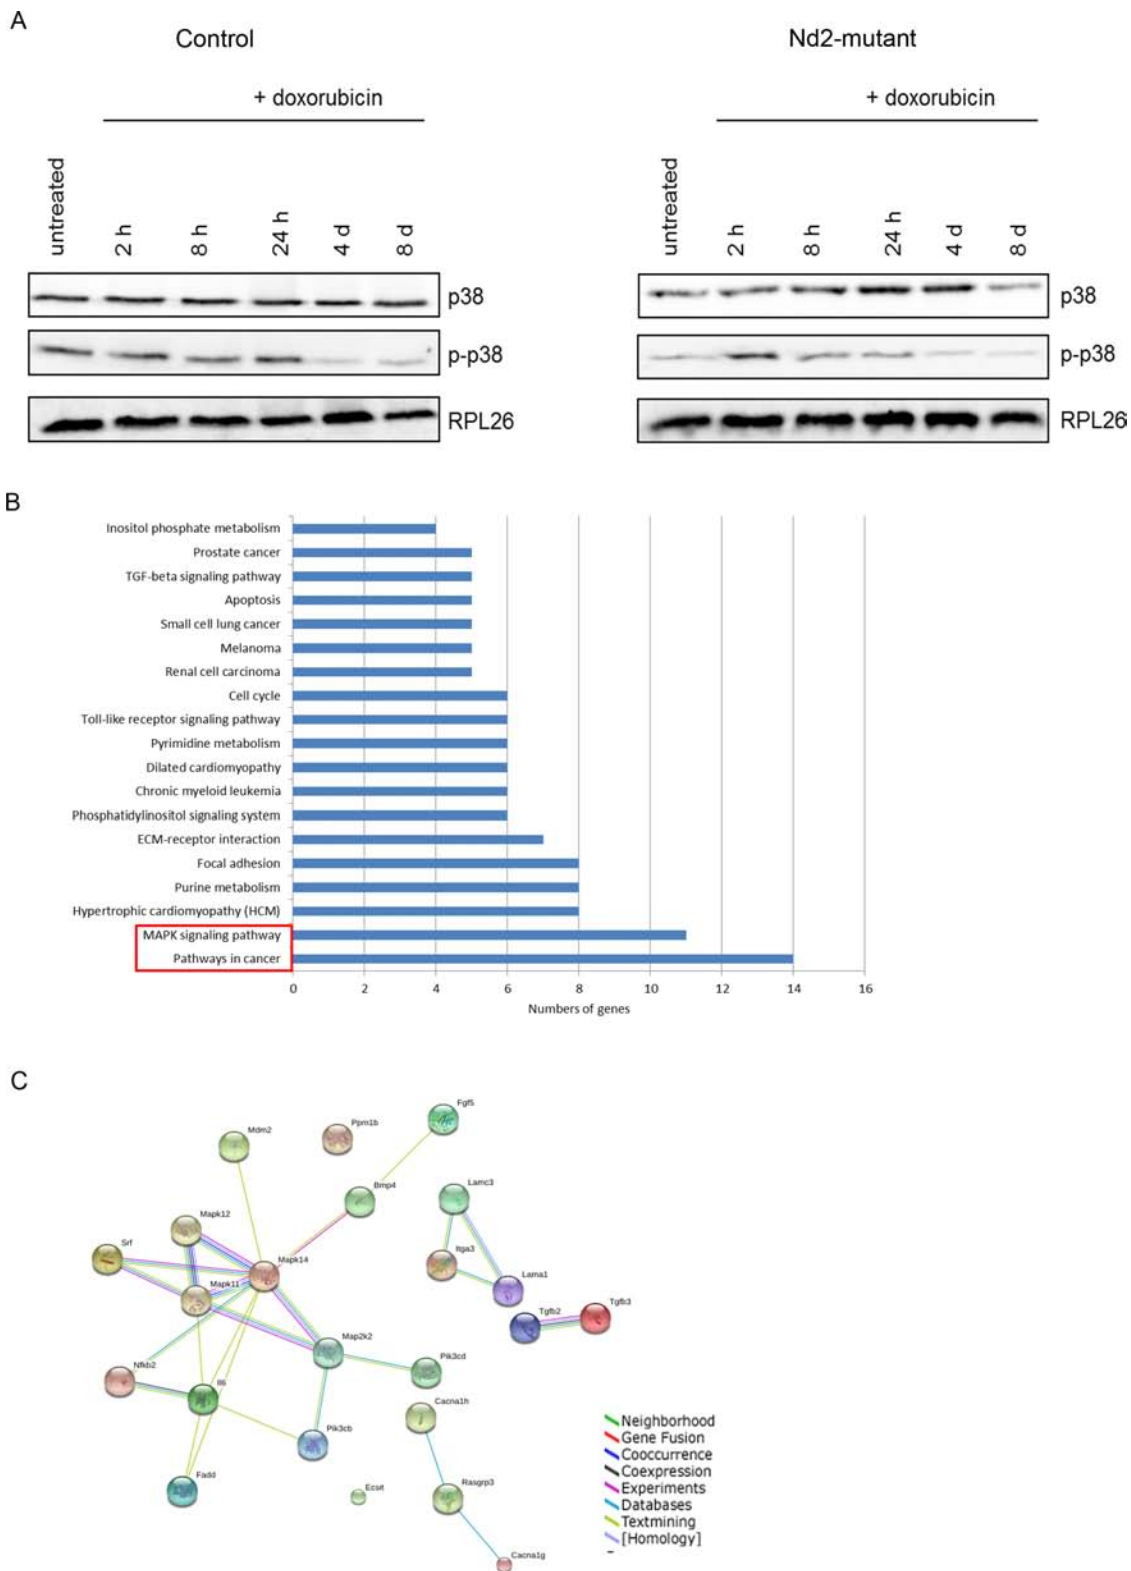 A
Control
Nd2-mutant
+ doxorubicin
+ doxorubicin
untreated
2 h
8 h
24 h
4 d
8 d
untreated
2 h
8 h
24 h
4 d
8 d
p38
p38
p-p38
p-p38
RPL26
RPL26
B
Inositol phosphate metabolism
Prostate cancer
TGF-beta signaling pathway
Apoptosis
Small cell lung cancer
Melanoma
Renal cell carcinoma
Cell cycle
Toll-like receptor signaling pathway
Pyrimidine metabolism
Dilated cardiomyopathy
Chronic myeloid leukemia
Phosphatidylinositol signaling system
ECM-receptor interaction
Focal adhesion
Purine metabolism
Hypertrophic cardiomyopathy (HCM)
MAPK signaling pathway
Pathways in cancer
0 2 4 6 8 10 12 14 16
Numbers of genes
C
Fgf5
Ppm1b
Mdm2
Lamc3
Bmp4
Mapk12
Srf
Itga3
Mapk14
Mapk11
Lama1
Tgfb2
Tgfb3
Map2k2
Nfkb2
Pik3cd
Il6
Cacna1h
Pik3cb
Fadd
Ecsit
Rasgrp3
Cacna1g
Neighborhood
Gene Fusion
Cooccurrence
Coexpression
Experiments
Databases
Textmining
[Homology]